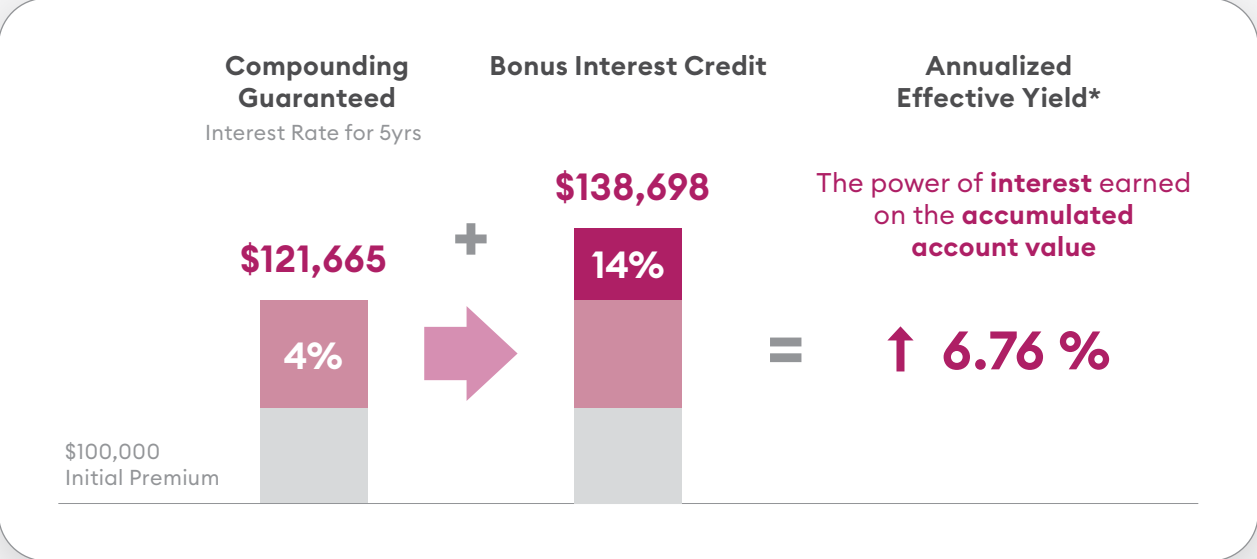 Compounding
Guaranteed
Interest Rate for 5yrs
$121,665
4%
$100,000
Initial Premium
+
Bonus Interest Credit
$138,698
14%
=
Annualized
Effective Yield*
The power of interest earned
on the accumulated
account value
↑ 6.76 %